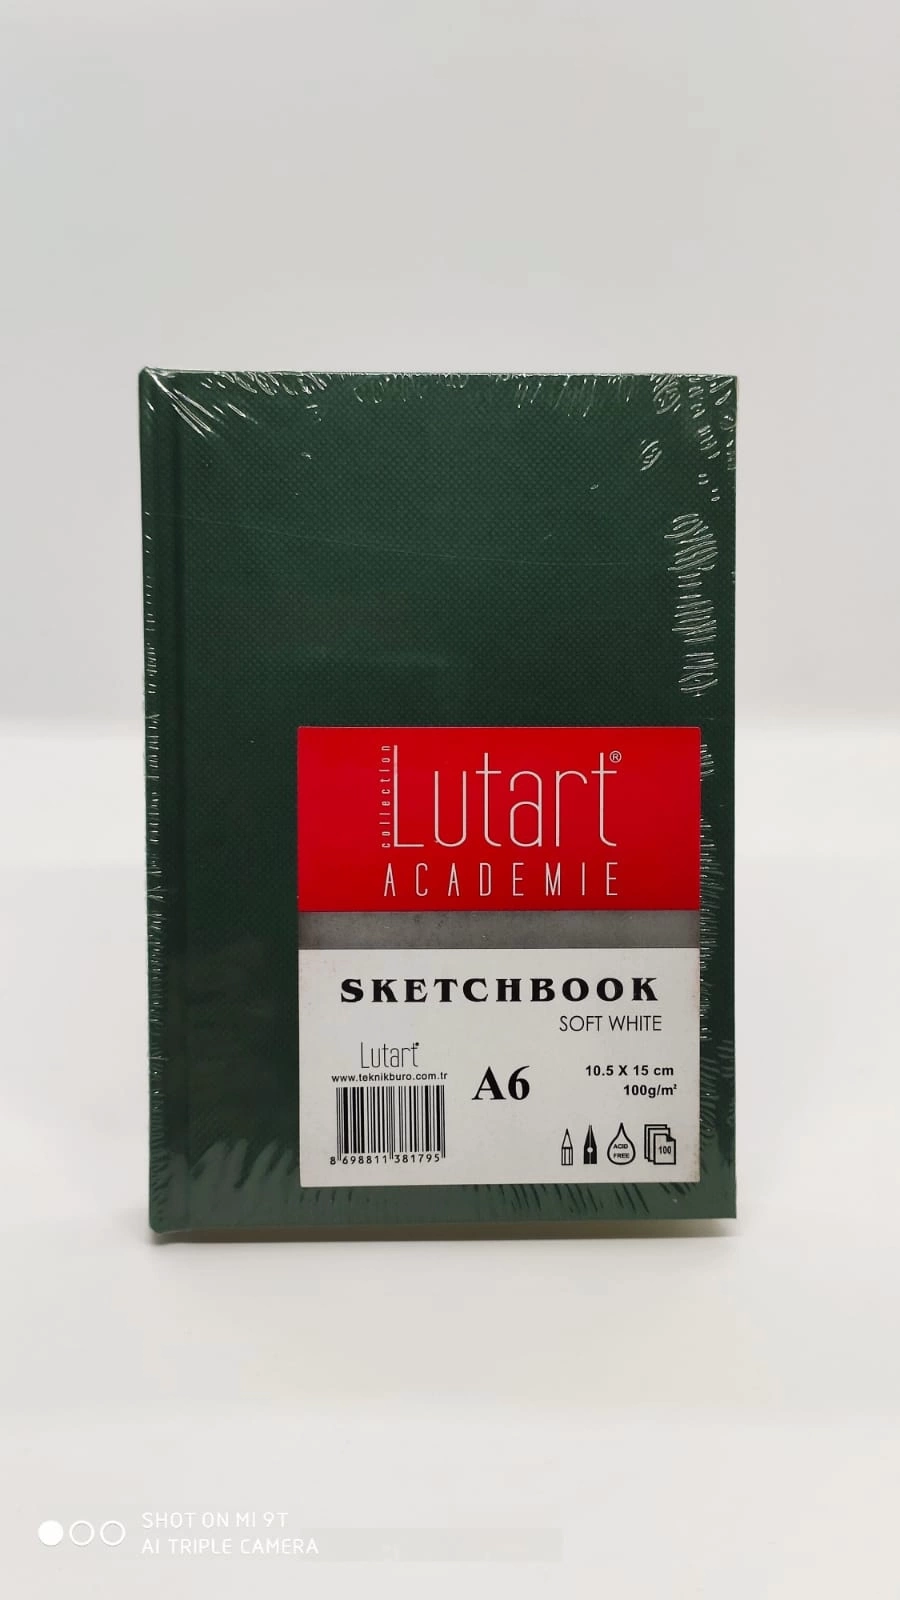 collection
Lutart®
ACADEMIE
SKETCHBOOK
SOFT WHITE
Lutart
www.teknikburo.com.tr
A6
10.5 X 15 cm
100g/m²
8 698811 381795
ACID
FREE
100
SHOT ON MI 9T
AI TRIPLE CAMERA